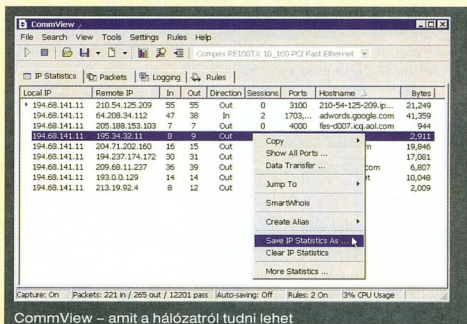 CommView
File Search View Tools Settings Rules Help
Compex RE100TX 10_100 PCI Fast Ethernet
IP Statistics Packets Logging Rules
Local IP Remote IP In Out Direction Sessions Ports Hostname Bytes
194.68.141.11 210.54.125.209 55 55 Out 0 3100 210-54-125-209.ip... 21,249
194.68.141.11 64.208.34.112 47 38 In 2 1703,... adwords.google.com 41,359
194.68.141.11 205.188.153.103 7 7 Out 0 4000 fes-d007.icq.aol.com 944
194.68.141.11 195.34.32.11 8 9 Out 2,911
194.68.141.11 204.71.202.160 16 15 Out m 19,846
194.68.141.11 194.237.174.172 30 31 Out 17,081
194.68.141.11 209.68.11.237 36 39 Out com 6,807
194.68.141.11 193.0.0.129 14 14 Out et 10,048
194.68.141.11 213.19.92.4 8 12 Out 2,009
Copy
Show All Ports ...
Data Transfer ...
Jump To
SmartWhois
Create Alias
Save IP Statistics As ...
Clear IP Statistics
More Statistics ...
Capture: On Packets: 221 in / 265 out / 12201 pass Auto-saving: Off Rules: 2 On 3% CPU Usage
CommView – amit a hálózatról tudni lehet